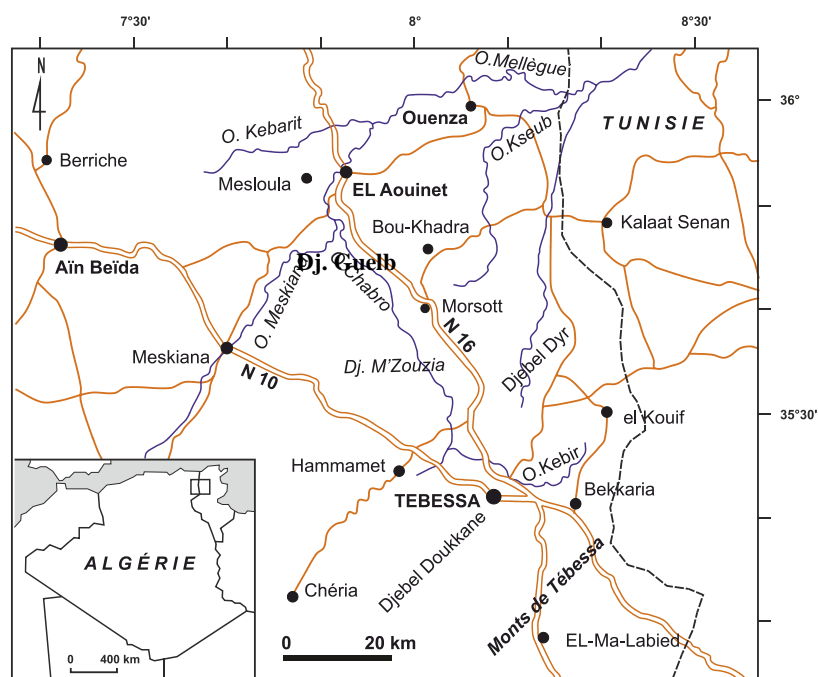 7°30'
8°
8°30'
N
O.Mellègue
36°
Ouenza
TUNISIE
O. Kebarit
O.Kseub
Berriche
Mesloula
EL Aouinet
Bou-Khadra
Kalaat Senan
Aïn Beïda
Dj. Guelb
O. Meskiana
O. Chabro
Morsott
N 16
Meskiana
Dj. M'Zouzia
Djebel Dyr
N 10
el Kouif
35°30'
Hammamet
O.Kebir
Bekkaria
TEBESSA
Djebel Doukkane
ALGÉRIE
Monts de Tébessa
Chéria
EL-Ma-Labied
0 20 km
0 400 km